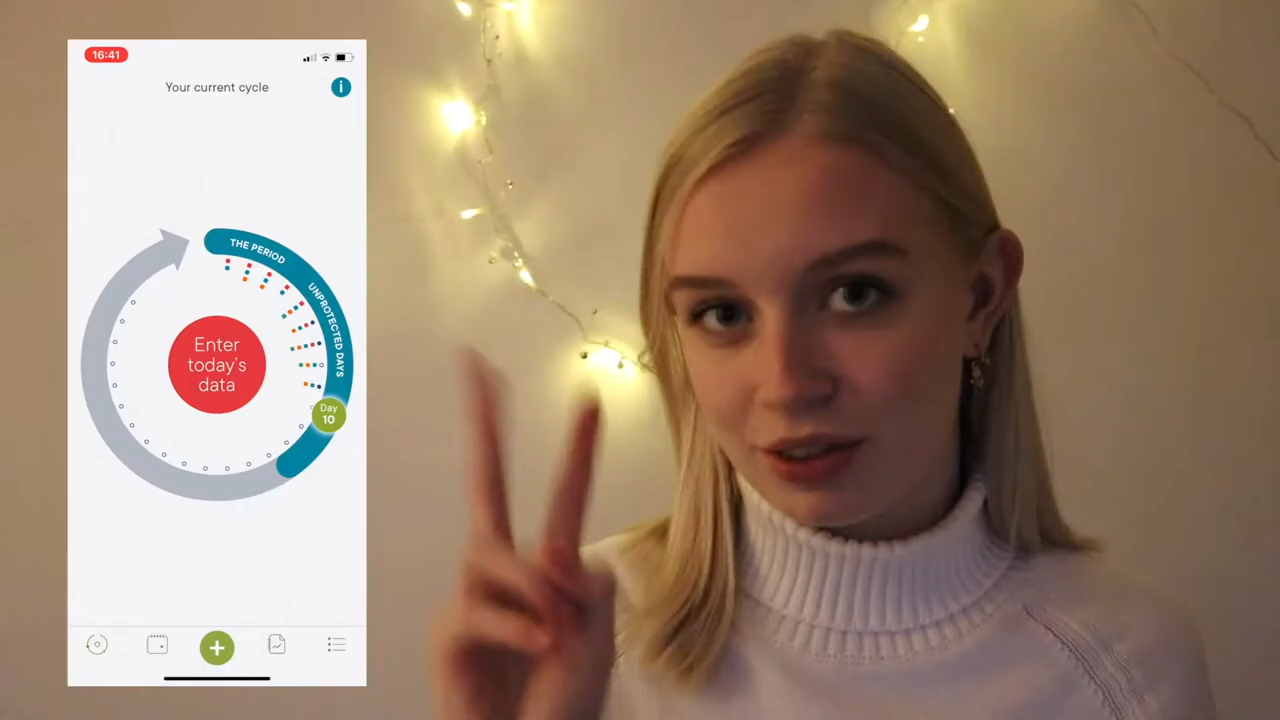 16:41
Your current cycle
i
THE PERIOD
UNPROTECTED DAYS
Enter
today's
data
Day
10